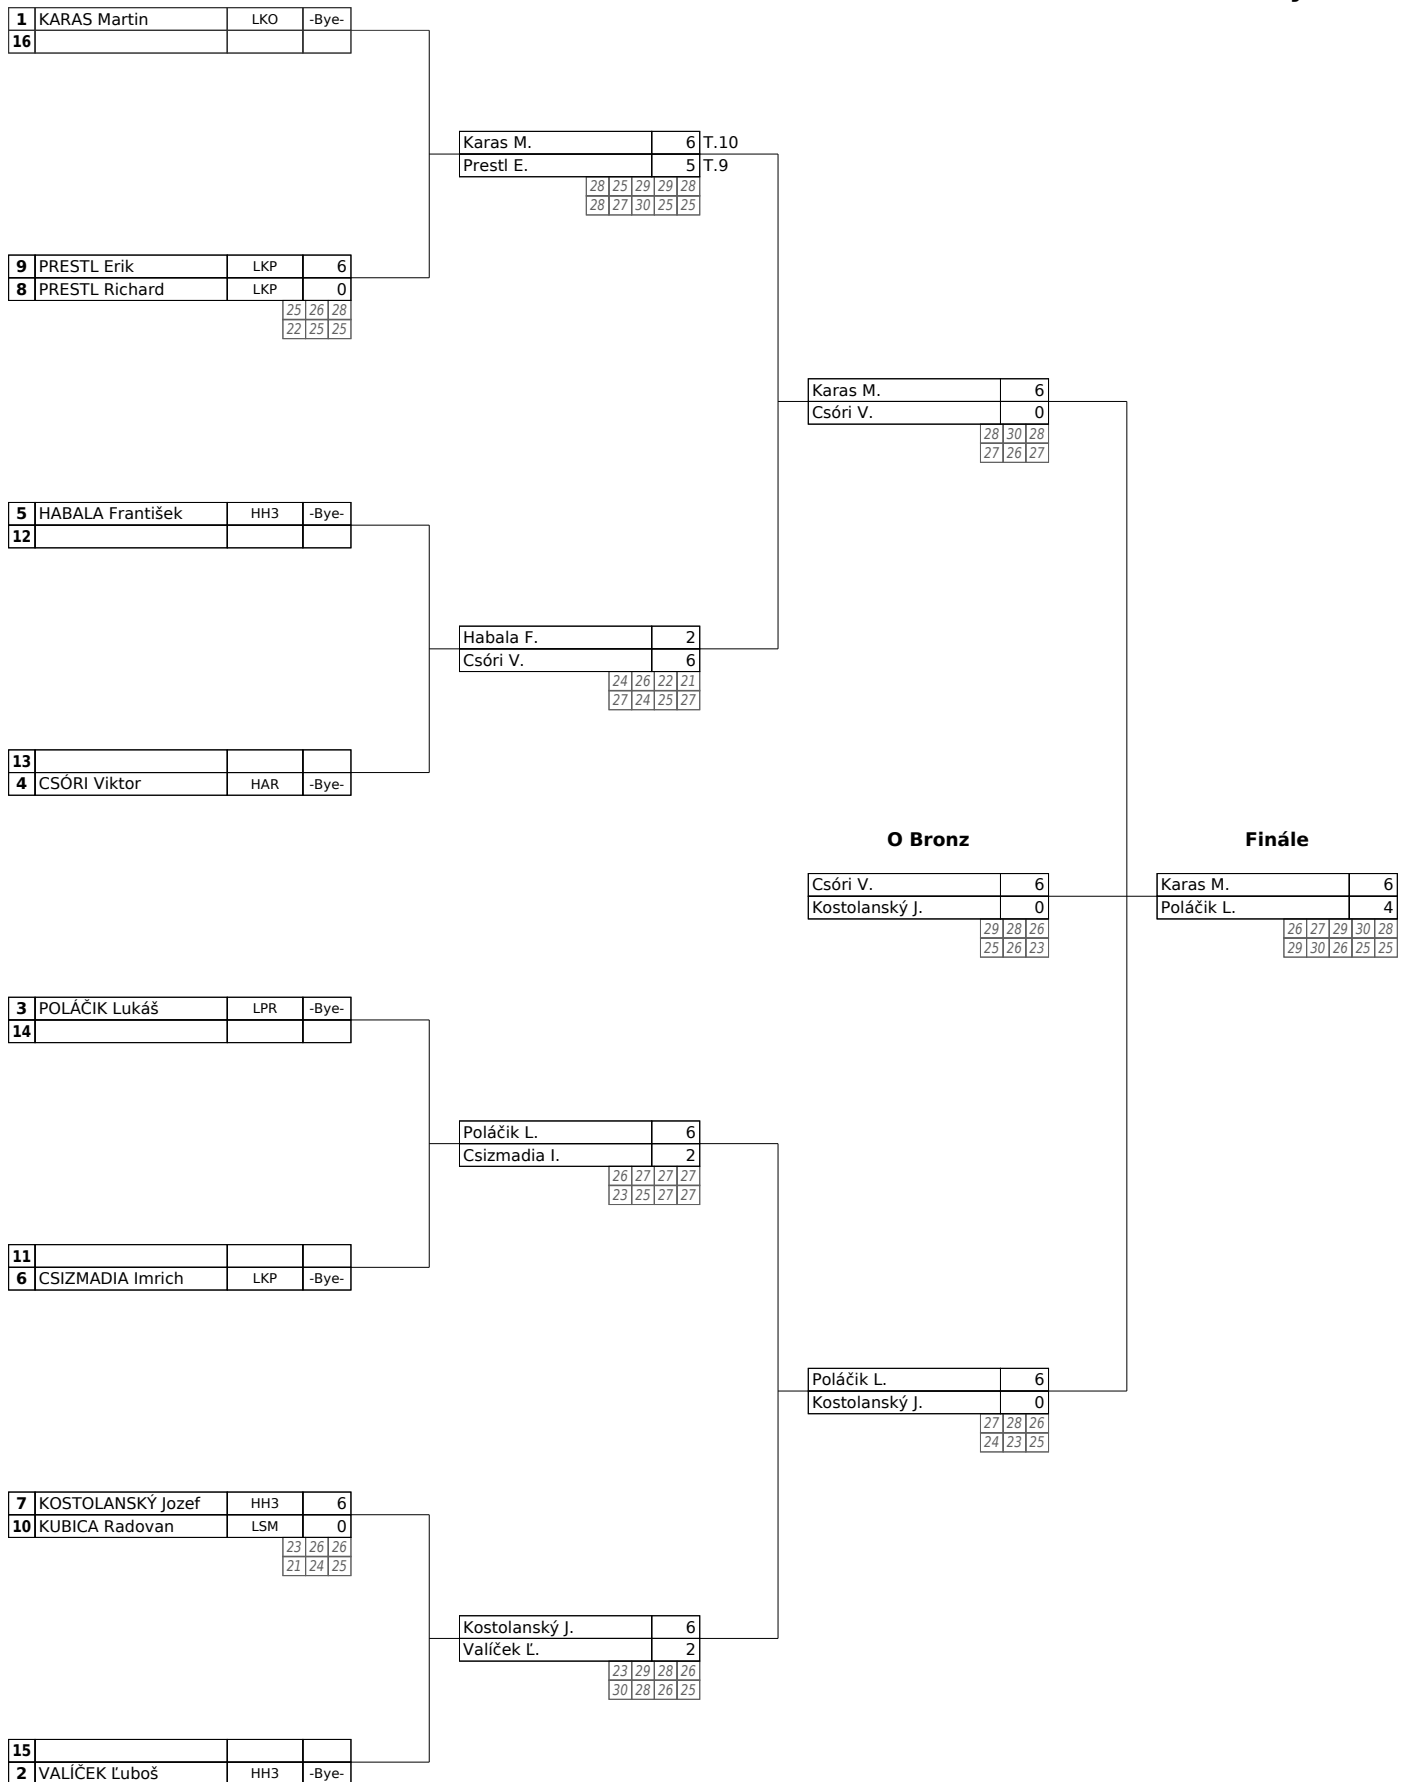 1 KARAS Martin LKO -Bye-
16
Karas M. 6 T.10
Prestl E. 5 T.9
28 25 29 29 28
28 27 30 25 25
9 PRESTL Erik LKP 6
8 PRESTL Richard LKP 0
25 26 28
22 25 25
Karas M. 6
Csóri V. 0
28 30 28
27 26 27
5 HABALA František HH3 -Bye-
12
Habala F. 2
Csóri V. 6
24 26 22 21
27 24 25 27
13
4 CSÓRI Viktor HAR -Bye-
O Bronz
Finále
Csóri V. 6
Kostolanský J. 0
29 28 26
25 26 23
Karas M. 6
Poláčik L. 4
26 27 29 30 28
29 30 26 25 25
3 POLÁČIK Lukáš LPR -Bye-
14
Poláčik L. 6
Csizmadia I. 2
26 27 27 27
23 25 27 27
11
6 CSIZMADIA Imrich LKP -Bye-
Poláčik L. 6
Kostolanský J. 0
27 28 26
24 23 25
7 KOSTOLANSKÝ Jozef HH3 6
10 KUBICA Radovan LSM 0
23 26 26
21 24 25
Kostolanský J. 6
Valíček Ľ. 2
23 29 28 26
30 28 26 25
15
2 VALÍČEK Ľuboš HH3 -Bye-